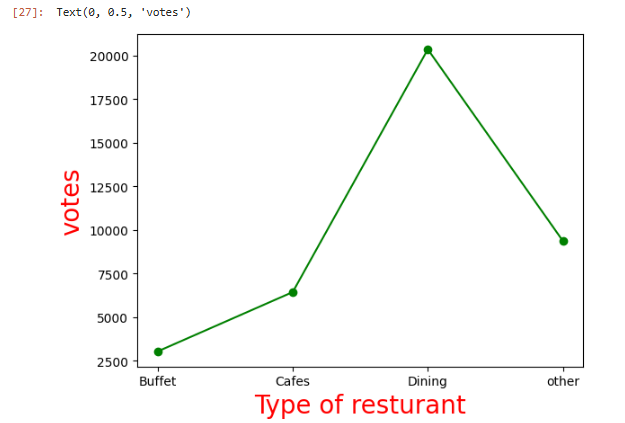 [27]: Text(0, 0.5, 'votes')
20000
17500
15000
12500
10000
7500
5000
2500
votes
Buffet Cafes Dining other
Type of resturant